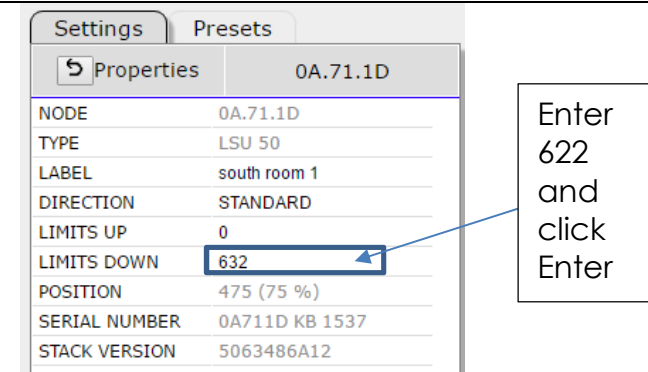 Settings Presets
Properties 0A.71.1D
NODE 0A.71.1D
TYPE LSU 50
LABEL south room 1
DIRECTION STANDARD
LIMITS UP 0
LIMITS DOWN 632
POSITION 475 (75 %)
SERIAL NUMBER 0A711D KB 1537
STACK VERSION 5063486A12
Enter
622
and
click
Enter